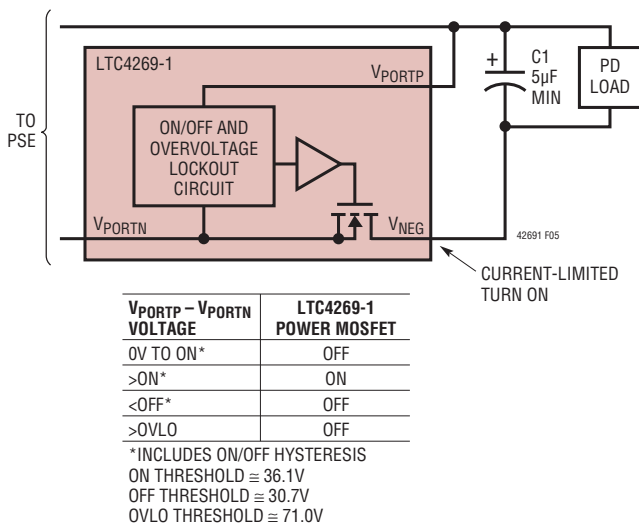 LTC4269-1
V_PORTP
C1
5µF
MIN
PD
LOAD
TO
PSE
ON/OFF AND
OVERVOLTAGE
LOCKOUT
CIRCUIT
V_PORTN
V_NEG
42691 F05
CURRENT-LIMITED
TURN ON
V_PORTP – V_PORTN VOLTAGE
LTC4269-1 POWER MOSFET
0V TO ON* OFF
>ON* ON
<OFF* OFF
>OVLO OFF
*INCLUDES ON/OFF HYSTERESIS
ON THRESHOLD ≅ 36.1V
OFF THRESHOLD ≅ 30.7V
OVLO THRESHOLD ≅ 71.0V